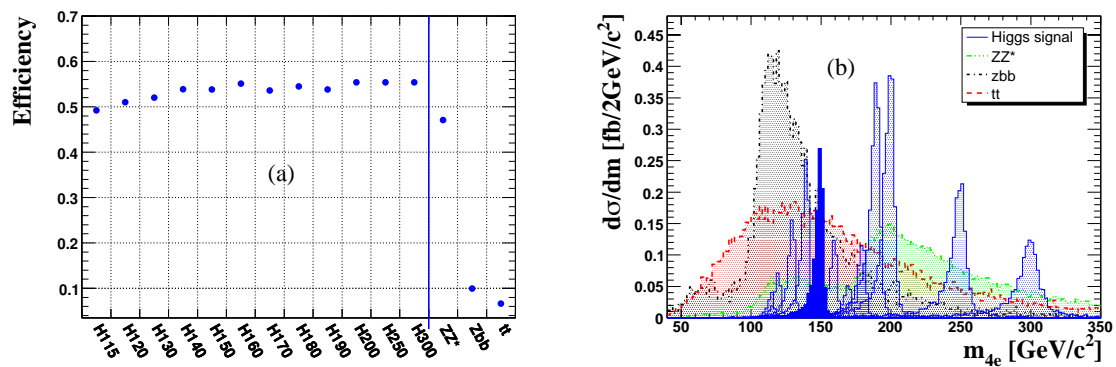 Efficiency
0.7
0.6
0.5
0.4
0.3
0.2
0.1
(a)
H115
H120
H130
H140
H150
H160
H170
H180
H190
H200
H250
H300
ZZ*
Zbb
tt
dσ/dm [fb/2GeV/c²]
0.45
0.4
0.35
0.3
0.25
0.2
0.15
0.1
0.05
0
(b)
Higgs signal
ZZ*
zbb
tt
50 100 150 200 250 300 350
m4e [GeV/c²]